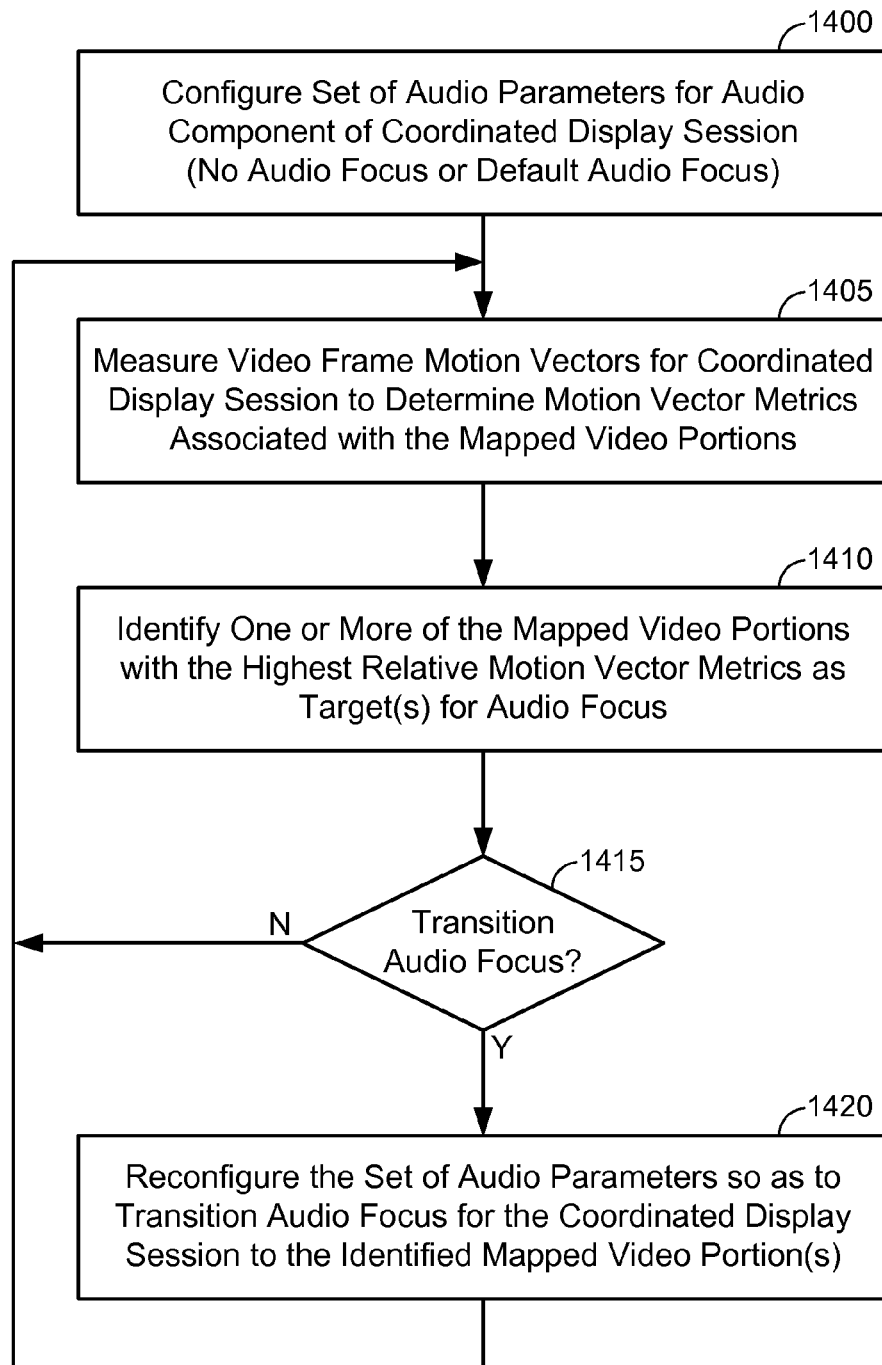 1400
Configure Set of Audio Parameters for Audio
Component of Coordinated Display Session
(No Audio Focus or Default Audio Focus)
1405
Measure Video Frame Motion Vectors for Coordinated
Display Session to Determine Motion Vector Metrics
Associated with the Mapped Video Portions
1410
Identify One or More of the Mapped Video Portions
with the Highest Relative Motion Vector Metrics as
Target(s) for Audio Focus
1415
Transition
Audio Focus?
N
Y
1420
Reconfigure the Set of Audio Parameters so as to
Transition Audio Focus for the Coordinated Display
Session to the Identified Mapped Video Portion(s)